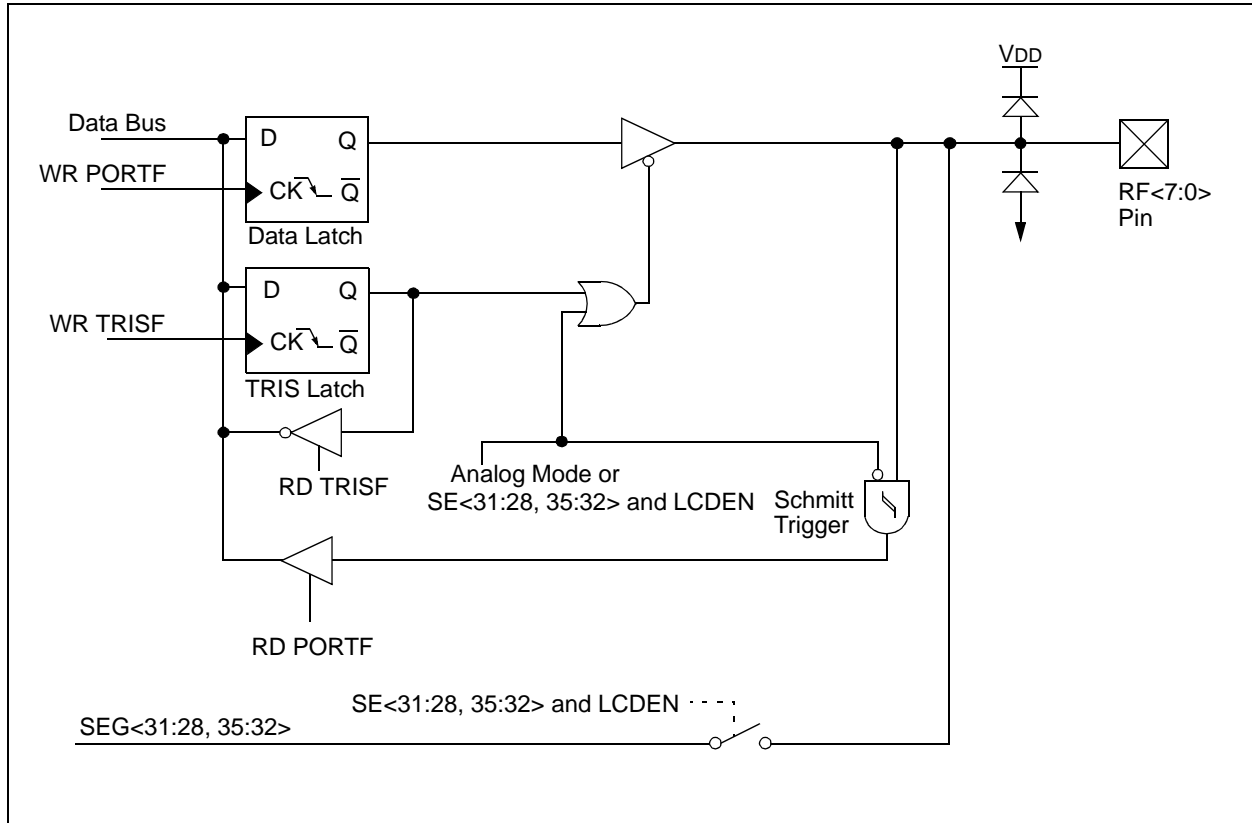 VDD
Data Bus
D Q
WR PORTF
CK Q̅
Data Latch
RF<7:0>
Pin
D Q
WR TRISF
CK Q̅
TRIS Latch
RD TRISF
Analog Mode or
SE<31:28, 35:32> and LCDEN
Schmitt
Trigger
RD PORTF
SE<31:28, 35:32> and LCDEN
SEG<31:28, 35:32>